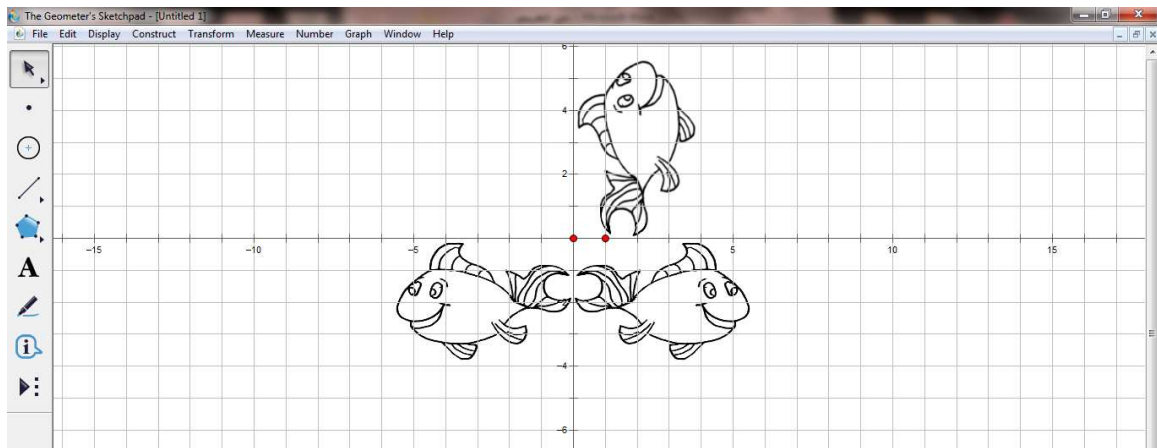 The Geometer's Sketchpad - [Untitled 1]
File Edit Display Construct Transform Measure Number Graph Window Help
6
4
2
−15 −10 −5 5 10 15
A
i
−4
−6